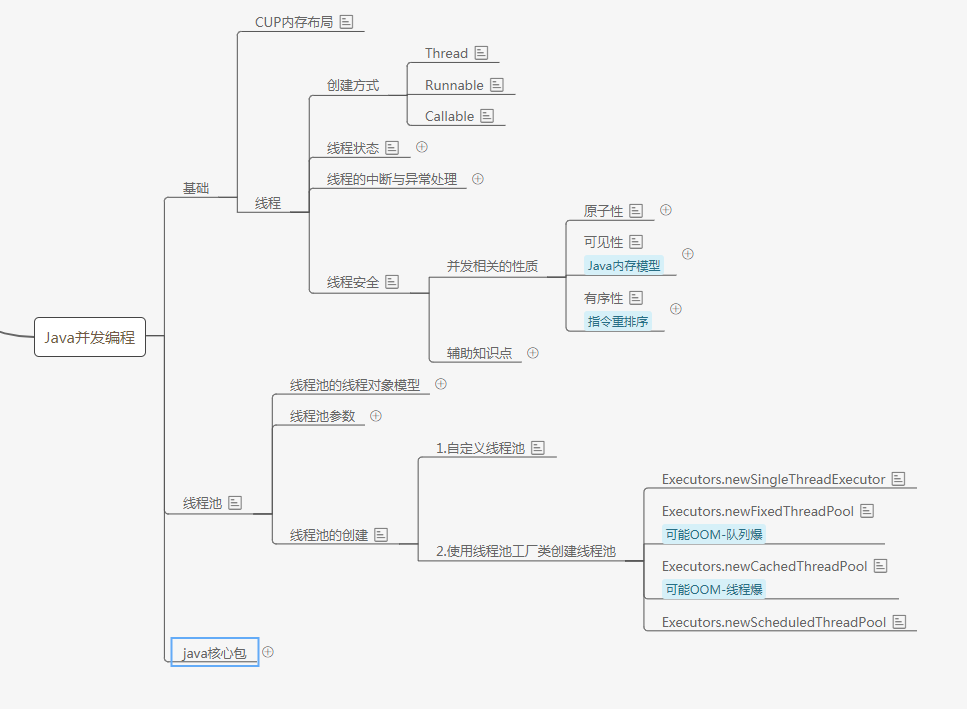 CUP内存布局
Thread
创建方式
Runnable
Callable
线程状态
线程的中断与异常处理
基础
线程
原子性
可见性
Java内存模型
并发相关的性质
线程安全
有序性
指令重排序
辅助知识点
Java并发编程
线程池的线程对象模型
线程池参数
1.自定义线程池
Executors.newSingleThreadExecutor
线程池
Executors.newFixedThreadPool
可能OOM-队列爆
线程池的创建
2.使用线程池工厂类创建线程池
Executors.newCachedThreadPool
可能OOM-线程爆
Executors.newScheduledThreadPool
java核心包